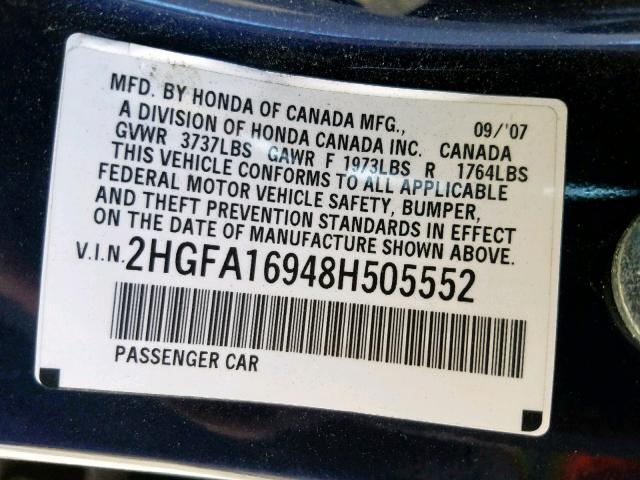 MFD. BY HONDA OF CANADA MFG., 09/'07
A DIVISION OF HONDA CANADA INC. CANADA
GVWR 3737LBS GAWR F 1973LBS R 1764LBS
THIS VEHICLE CONFORMS TO ALL APPLICABLE
FEDERAL MOTOR VEHICLE SAFETY, BUMPER,
AND THEFT PREVENTION STANDARDS IN EFFECT
ON THE DATE OF MANUFACTURE SHOWN ABOVE.
V.I.N. 2HGFA16948H505552
PASSENGER CAR